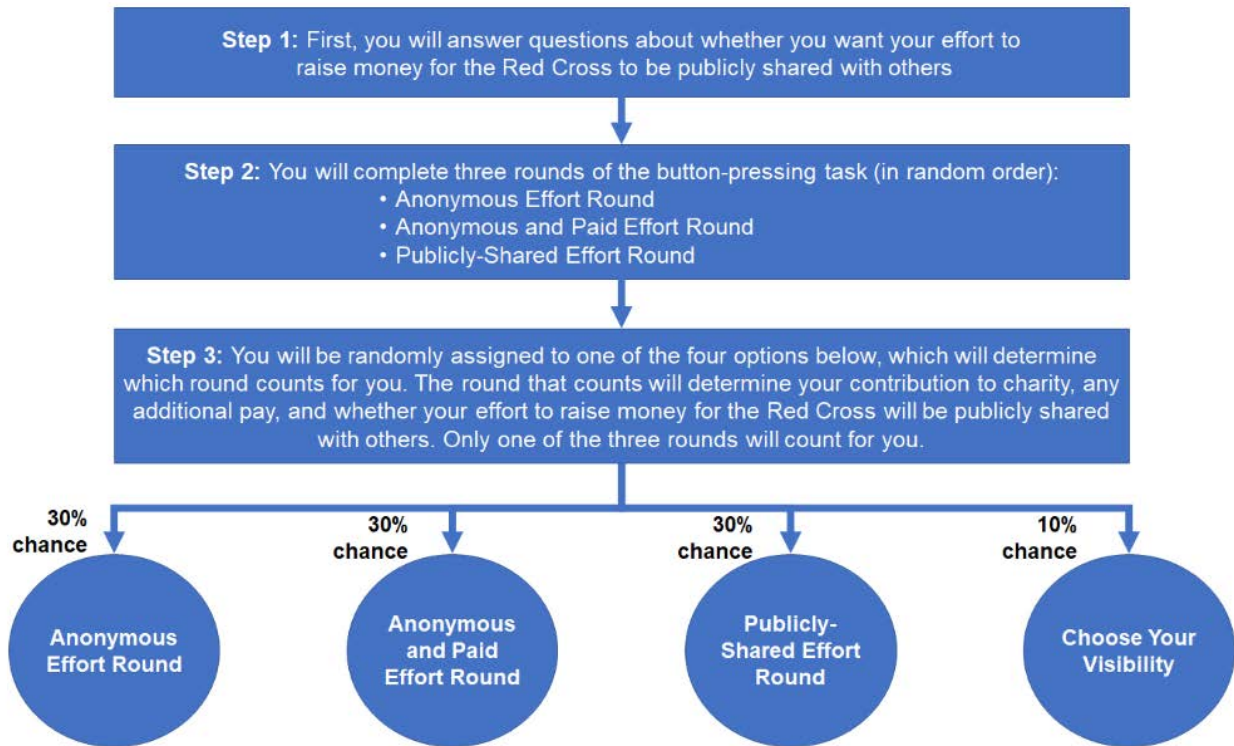 Step 1: First, you will answer questions about whether you want your effort to
raise money for the Red Cross to be publicly shared with others
Step 2: You will complete three rounds of the button-pressing task (in random order):
• Anonymous Effort Round
• Anonymous and Paid Effort Round
• Publicly-Shared Effort Round
Step 3: You will be randomly assigned to one of the four options below, which will determine
which round counts for you. The round that counts will determine your contribution to charity, any
additional pay, and whether your effort to raise money for the Red Cross will be publicly shared
with others. Only one of the three rounds will count for you.
30%
chance
30%
chance
30%
chance
10%
chance
Anonymous
Effort Round
Anonymous
and Paid
Effort Round
Publicly-
Shared Effort
Round
Choose Your
Visibility